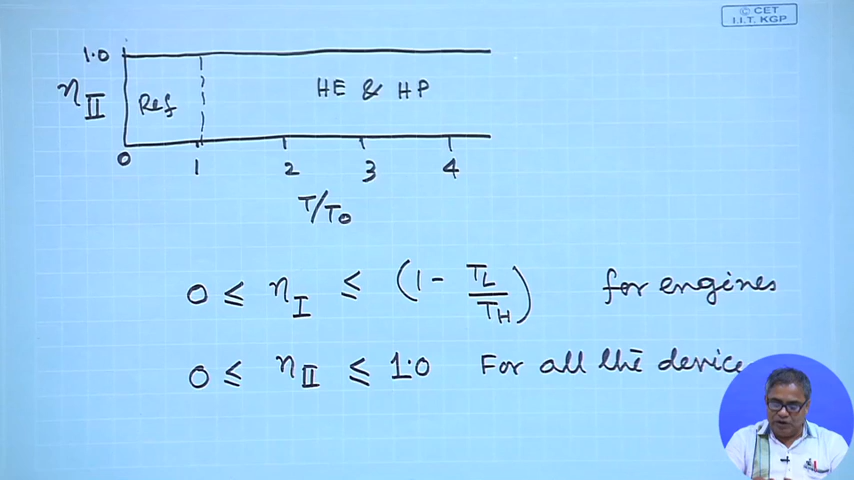 © CET
I.I.T. KGP
1.0
η II
Ref
HE & HP
0 1 2 3 4
T/T₀
0 ≤ η_I ≤ (1 - T_L/T_H) for engines
0 ≤ η_II ≤ 1.0 For all the device